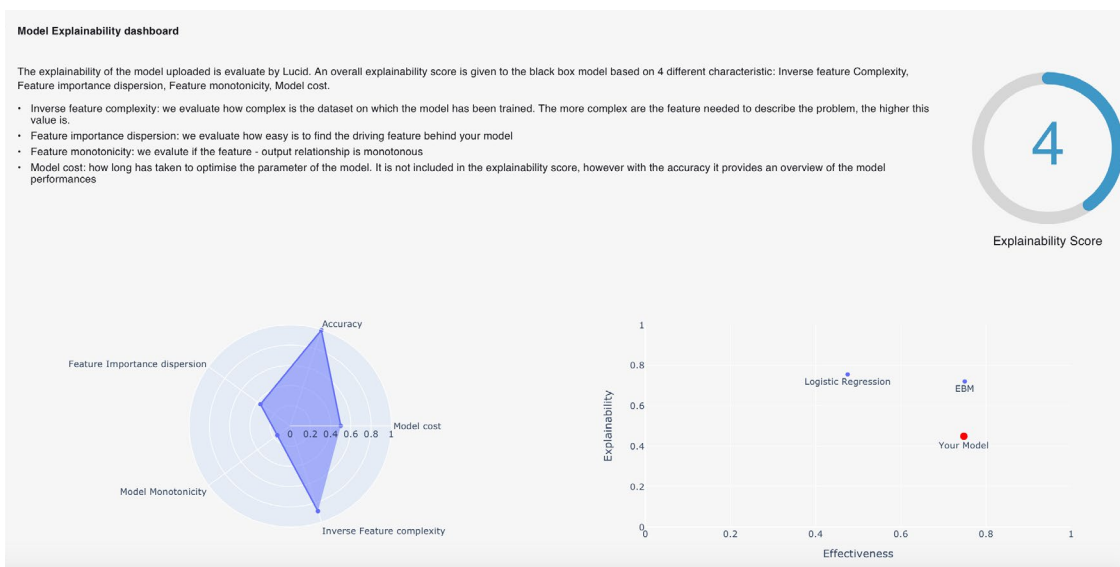 Model Explainability dashboard
The explainability of the model uploaded is evaluate by Lucid. An overall explainability score is given to the black box model based on 4 different characteristic: Inverse feature Complexity,
Feature importance dispersion, Feature monotonicity, Model cost.
• Inverse feature complexity: we evaluate how complex is the dataset on which the model has been trained. The more complex are the feature needed to describe the problem, the higher this
value is.
• Feature importance dispersion: we evaluate how easy is to find the driving feature behind your model
• Feature monotonicity: we evalute if the feature - output relationship is monotonous
• Model cost: how long has taken to optimise the parameter of the model. It is not included in the explainability score, however with the accuracy it provides an overview of the model
performances
4
Explainability Score
Accuracy
Feature Importance dispersion
Model cost
0 0.2 0.4 0.6 0.8 1
Model Monotonicity
Inverse Feature complexity
1
0.8
0.6
0.4
0.2
0
Explainability
Logistic Regression
EBM
Your Model
0 0.2 0.4 0.6 0.8 1
Effectiveness